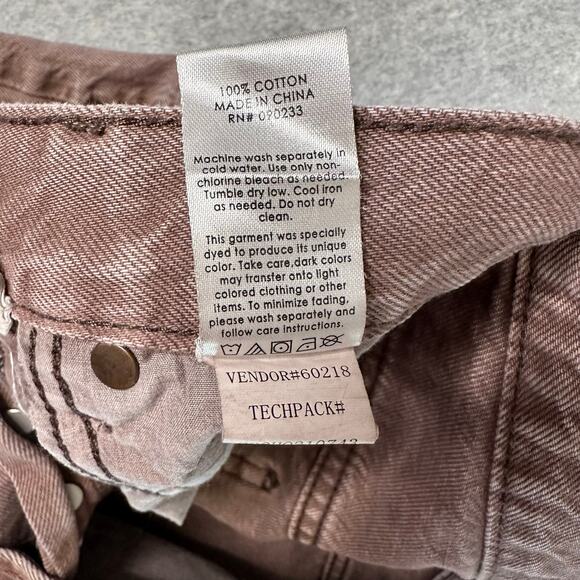 100% COTTON
MADE IN CHINA
RN# 090233
Machine wash separately in
cold water. Use only non-
chlorine bleach as needed.
Tumble dry low. Cool iron
as needed. Do not dry
clean.
This garment was specially
dyed to produce its unique
color. Take care,dark colors
may transfer onto light
colored clothing or other
items. To minimize fading,
please wash separately and
follow care instructions.
VENDOR#60218
TECHPACK#